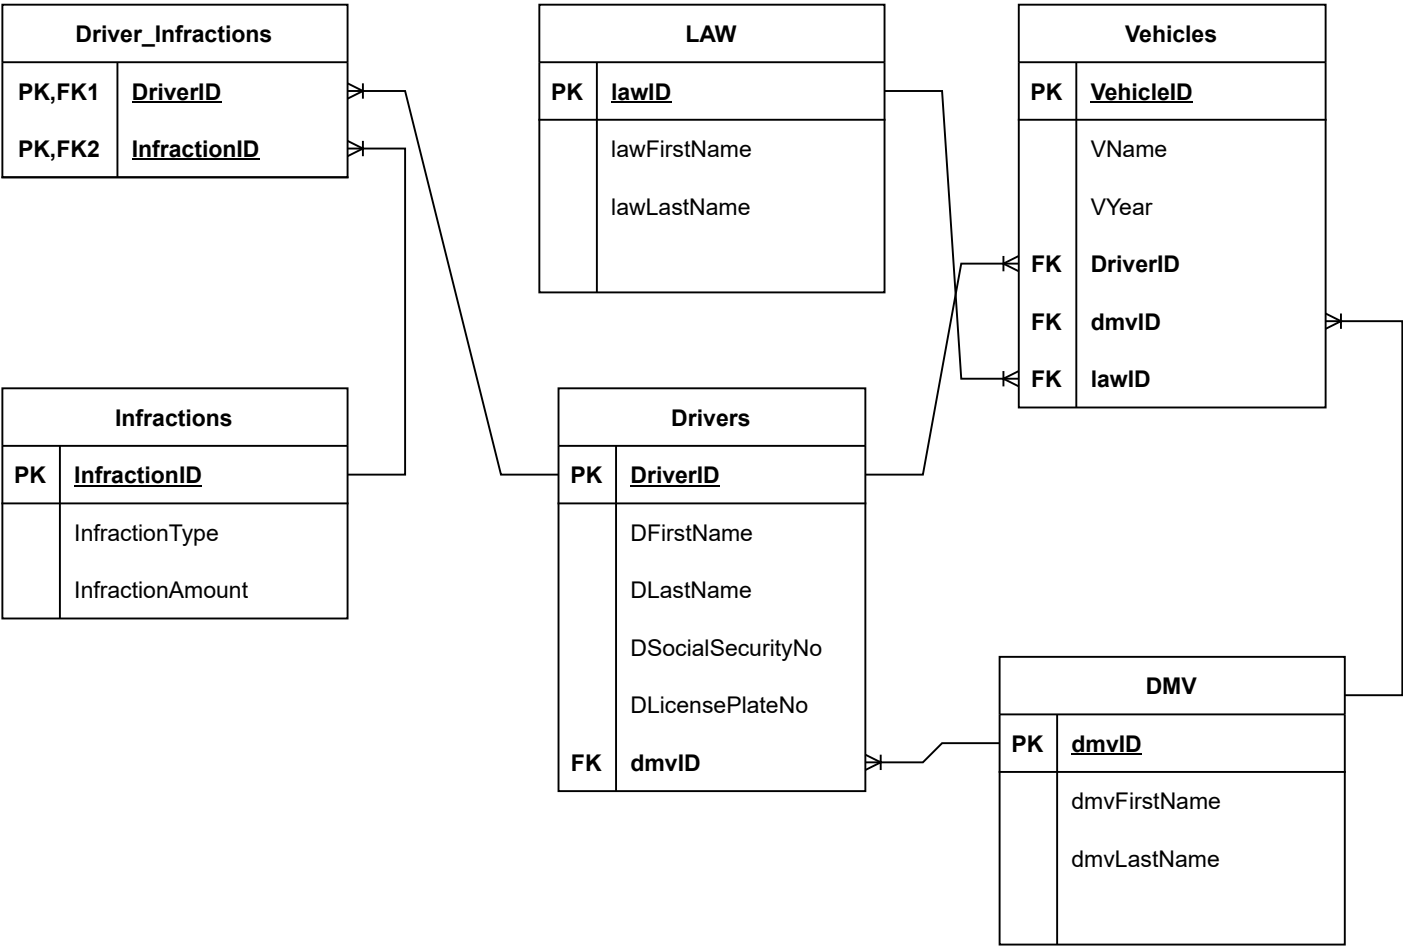 Driver_Infractions
PK,FK1 DriverID
PK,FK2 InfractionID
LAW
PK lawID
lawFirstName
lawLastName
Vehicles
PK VehicleID
VName
VYear
FK DriverID
FK dmvID
FK lawID
Infractions
PK InfractionID
InfractionType
InfractionAmount
Drivers
PK DriverID
DFirstName
DLastName
DSocialSecurityNo
DLicensePlateNo
FK dmvID
DMV
PK dmvID
dmvFirstName
dmvLastName